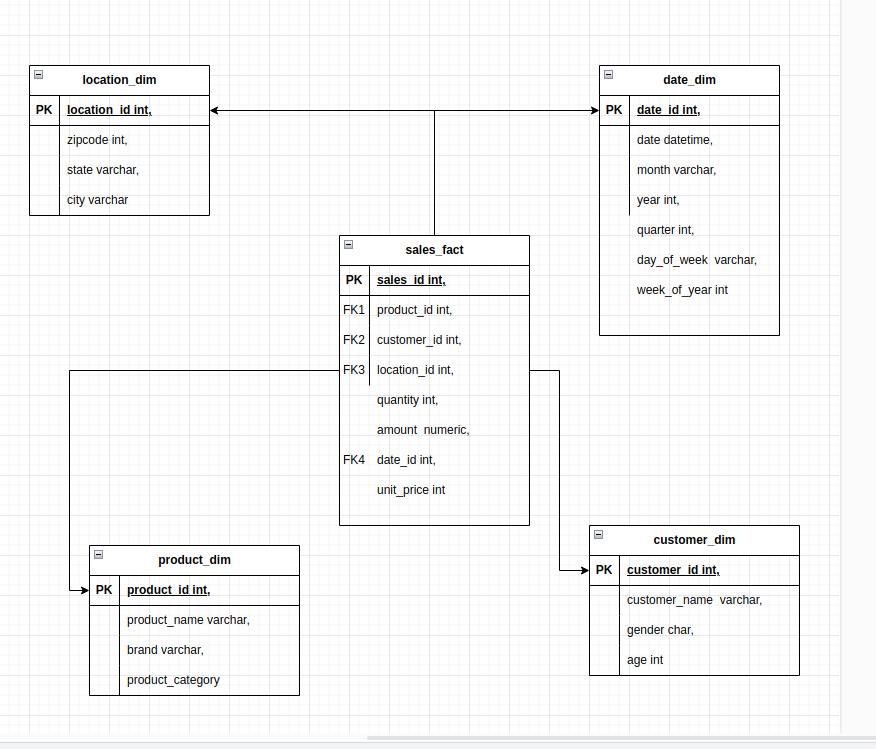 location_dim
PK location_id int,
zipcode int,
state varchar,
city varchar
date_dim
PK date_id int,
date datetime,
month varchar,
year int,
quarter int,
day_of_week  varchar,
week_of_year int
sales_fact
PK sales_id int,
FK1 product_id int,
FK2 customer_id int,
FK3 location_id int,
quantity int,
amount  numeric,
FK4 date_id int,
unit_price int
product_dim
PK product_id int,
product_name varchar,
brand varchar,
product_category
customer_dim
PK customer_id int,
customer_name  varchar,
gender char,
age int